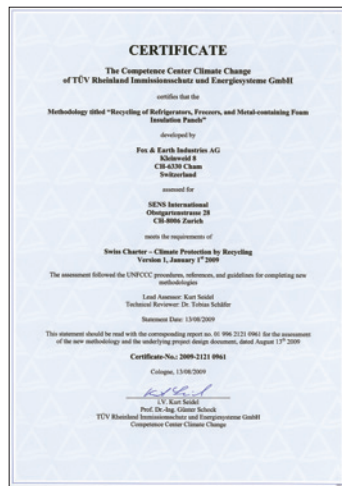 CERTIFICATE
The Competence Center Climate Change
of TÜV Rheinland Immissionsschutz und Energiesysteme GmbH
certifies that the
Methodology titled “Recycling of Refrigerators, Freezers, and Metal-containing Foam
Insulation Panels”
developed by
Fox & Earth Industries AG
Kleinweid 8
CH-6330 Cham
Switzerland
assessed for
SENS International
Obstgartenstrasse 28
CH-8006 Zurich
meets the requirements of
Swiss Charter – Climate Protection by Recycling
Version 1, January 1st 2009
The assessment followed the UNFCCC procedures, references, and guidelines for completing new
methodologies
Lead Assessor: Kurt Seidel
Technical Reviewer: Dr. Tobias Schäfer
Statement Date: 13/08/2009
This statement should be read with the corresponding report no. 01 996 2121 0961 for the assessment
of the new methodology and the underlying project design document, dated August 13th 2009
Certificate-No.: 2009-2121 0961
Cologne, 13/08/2009
i.V. Kurt Seidel
Prof. Dr.-Ing. Günter Schock
TÜV Rheinland Immissionsschutz und Energiesysteme GmbH
Competence Center Climate Change